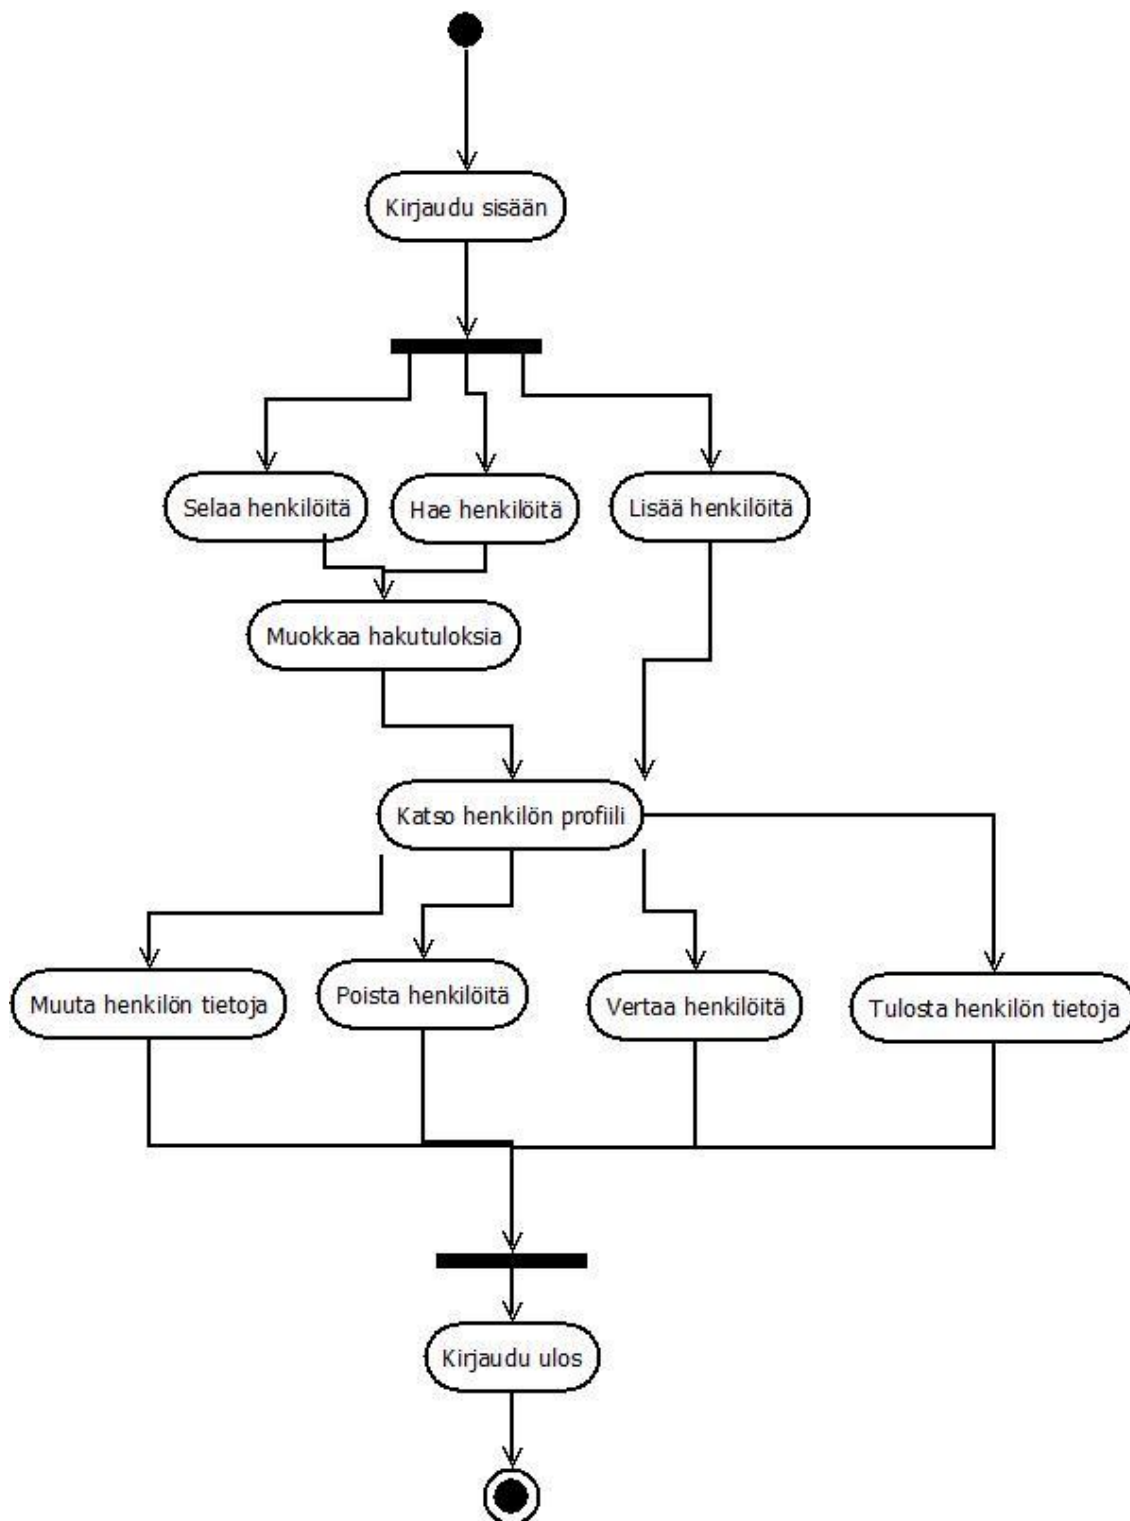 Kirjaudu sisään
Selaa henkilöitä
Hae henkilöitä
Lisää henkilöitä
Muokkaa hakutuloksia
Katso henkilön profiili
Muuta henkilön tietoja
Poista henkilöitä
Vertaa henkilöitä
Tulosta henkilön tietoja
Kirjaudu ulos